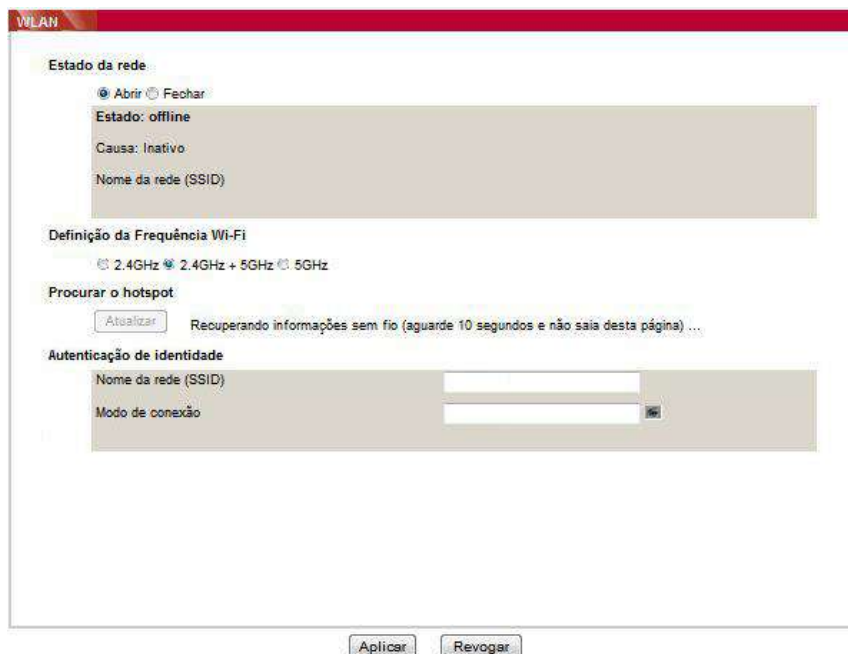 WLAN
Estado da rede
Abrir Fechar
Estado: offline
Causa: Inativo
Nome da rede (SSID)
Definição da Frequência Wi-Fi
2.4GHz 2.4GHz + 5GHz 5GHz
Procurar o hotspot
Atualizar Recuperando informações sem fio (aguarde 10 segundos e não saia desta página) ...
Autenticação de identidade
Nome da rede (SSID)
Modo de conexão
Aplicar Revogar